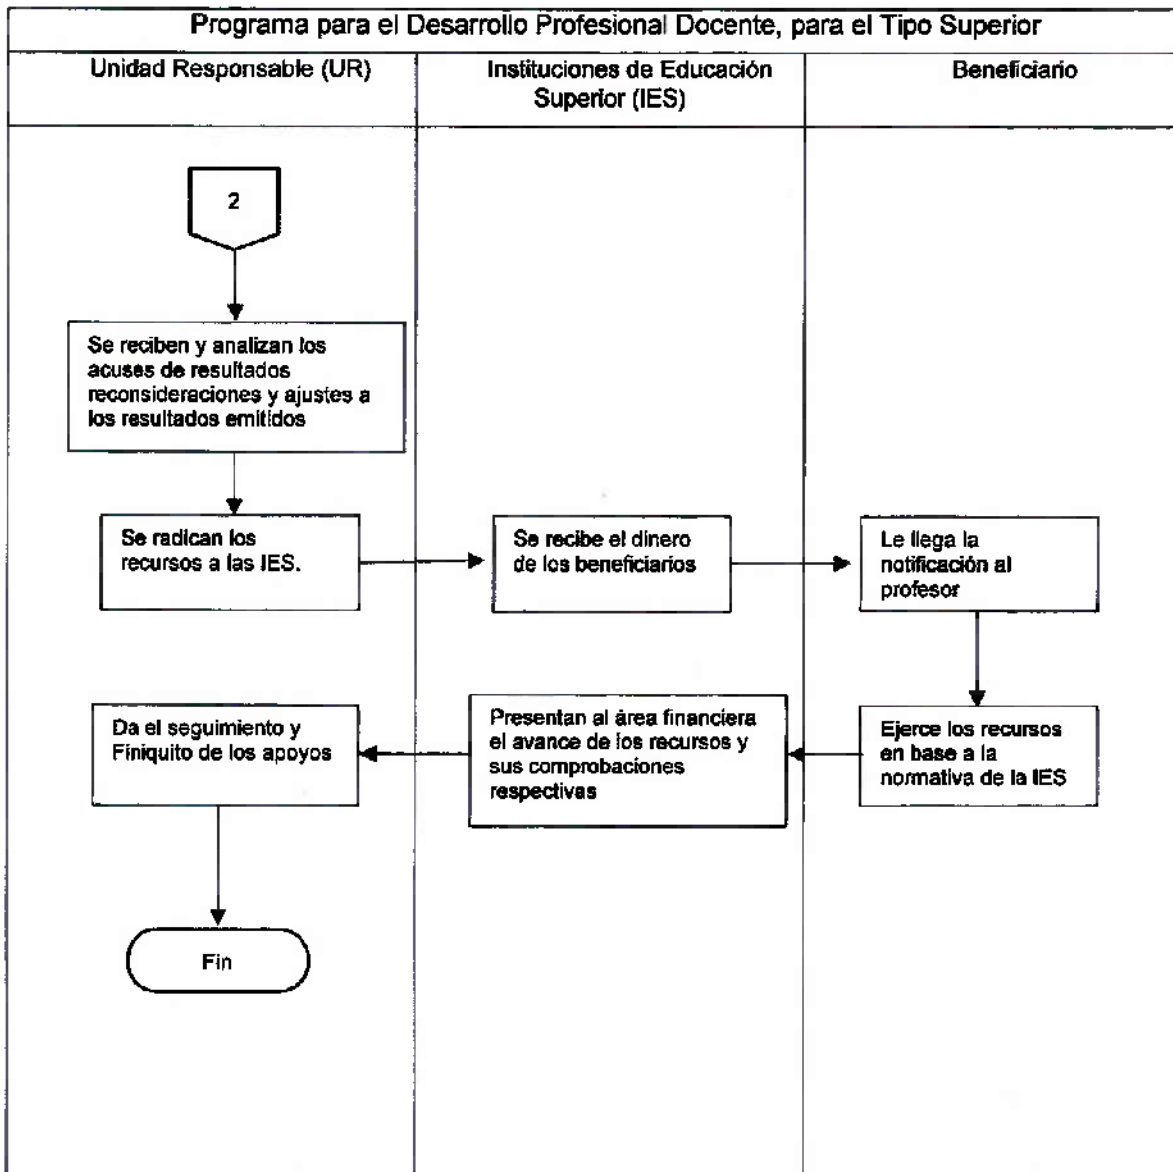 Programa para el Desarrollo Profesional Docente, para el Tipo Superior
Unidad Responsable (UR)
Instituciones de Educación
Superior (IES)
Beneficiario
2
Se reciben y analizan los
acuses de resultados
reconsideraciones y ajustes a
los resultados emitidos
Se radican los
recursos a las IES.
Se recibe el dinero
de los beneficiarios
Le llega la
notificación al
profesor
Da el seguimiento y
Finiquito de los apoyos
Presentan al área financiera
el avance de los recursos y
sus comprobaciones
respectivas
Ejerce los recursos
en base a la
normativa de la IES
Fin